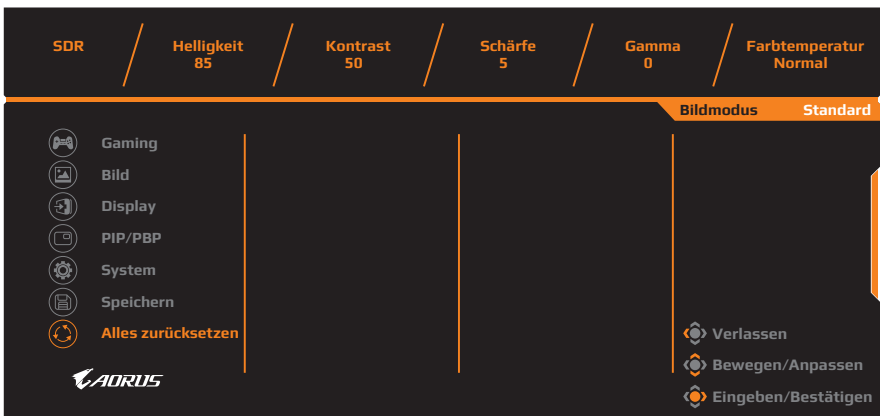 SDR
Helligkeit
85
Kontrast
50
Schärfe
5
Gamma
0
Farbtemperatur
Normal
Bildmodus Standard
Gaming
Bild
Display
PIP/PBP
System
Speichern
Alles zurücksetzen
AORUS
Verlassen
Bewegen/Anpassen
Eingeben/Bestätigen